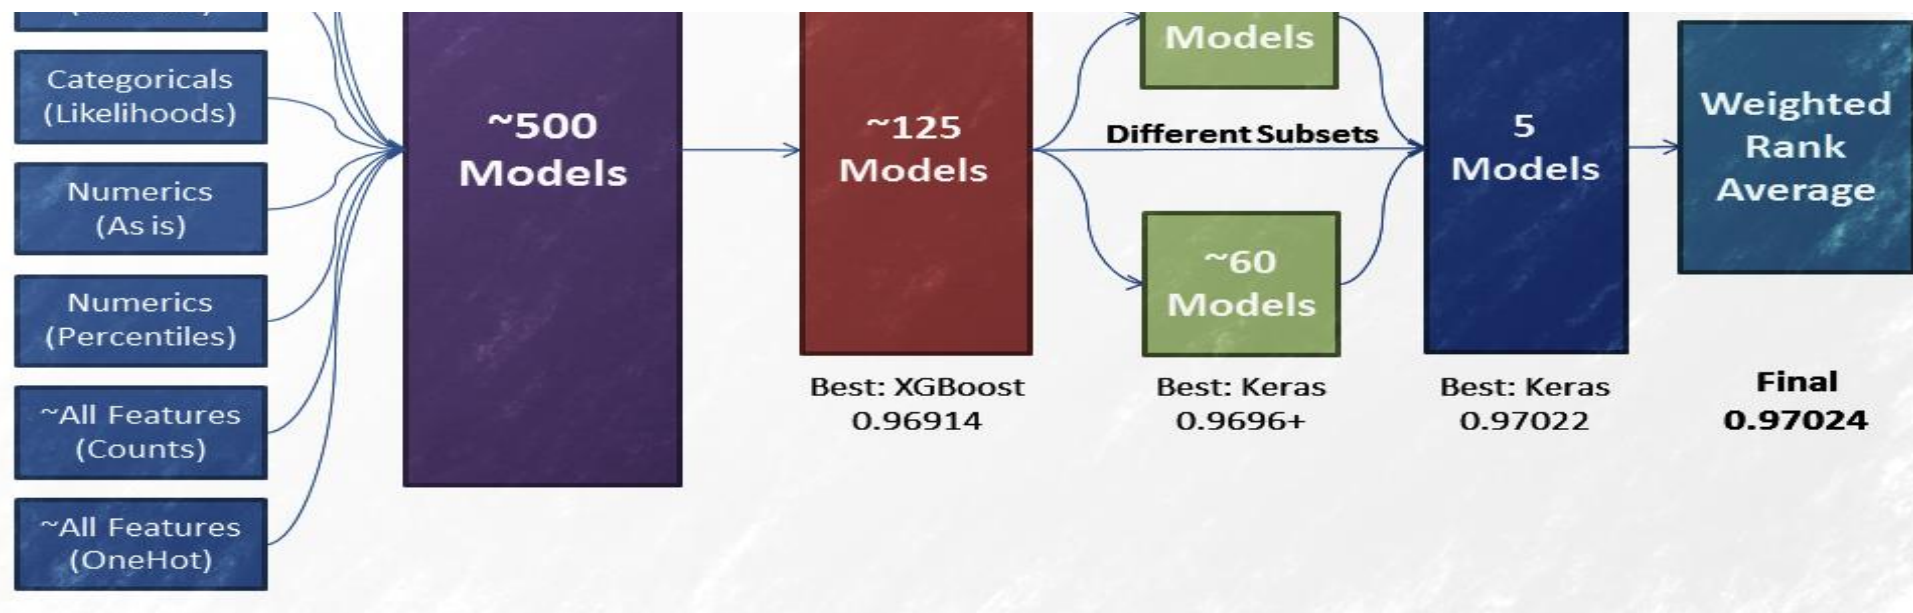 Models
Categoricals
(Likelihoods)
Numerics
(As is)
Numerics
(Percentiles)
~All Features
(Counts)
~All Features
(OneHot)
~500
Models
~125
Models
Different Subsets
~60
Models
5
Models
Weighted
Rank
Average
Best: XGBoost
0.96914
Best: Keras
0.9696+
Best: Keras
0.97022
Final
0.97024